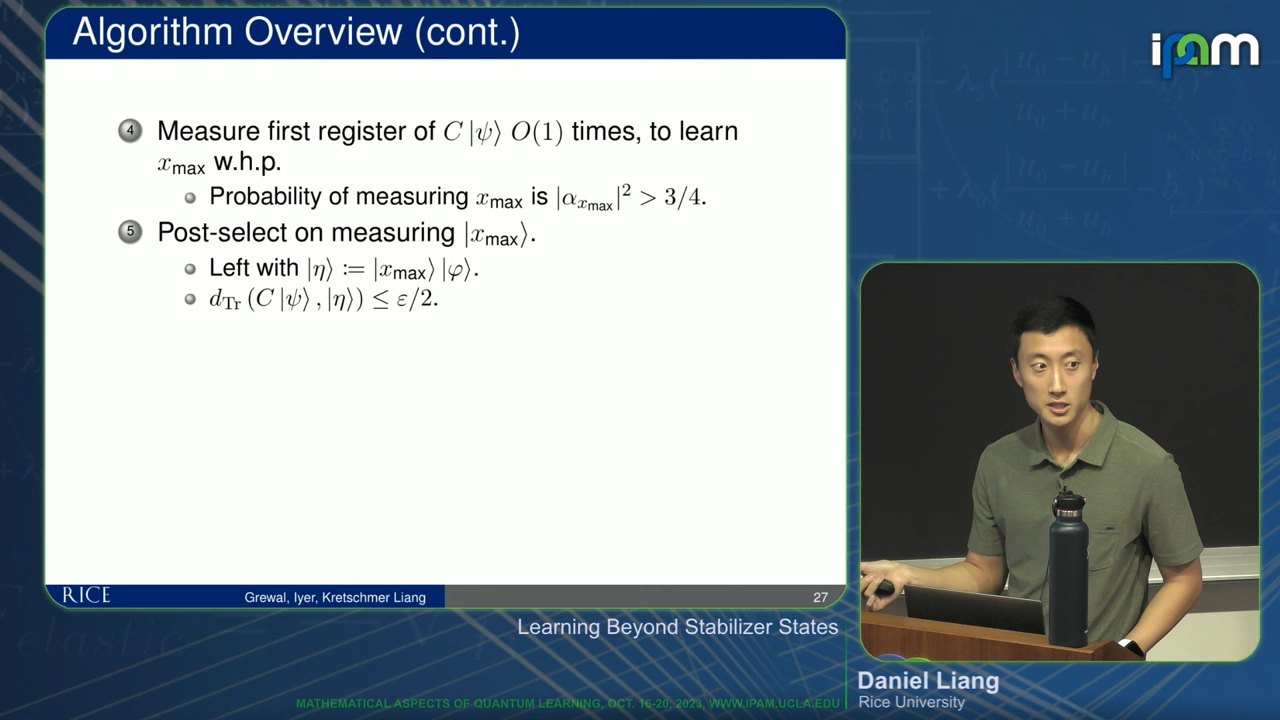 Algorithm Overview (cont.)
ipam
4 Measure first register of C|ψ⟩ O(1) times, to learn
x_max w.h.p.
Probability of measuring x_max is |α_{x_max}|² > 3/4.
5 Post-select on measuring |x_max⟩.
Left with |η⟩ := |x_max⟩|φ⟩.
d_Tr (C|ψ⟩, |η⟩) ≤ ε/2.
RICE
Grewal, Iyer, Kretschmer Liang
27
Learning Beyond Stabilizer States
Daniel Liang
Rice University
MATHEMATICAL ASPECTS OF QUANTUM LEARNING, OCT. 16-20, 2023, WWW.IPAM.UCLA.EDU